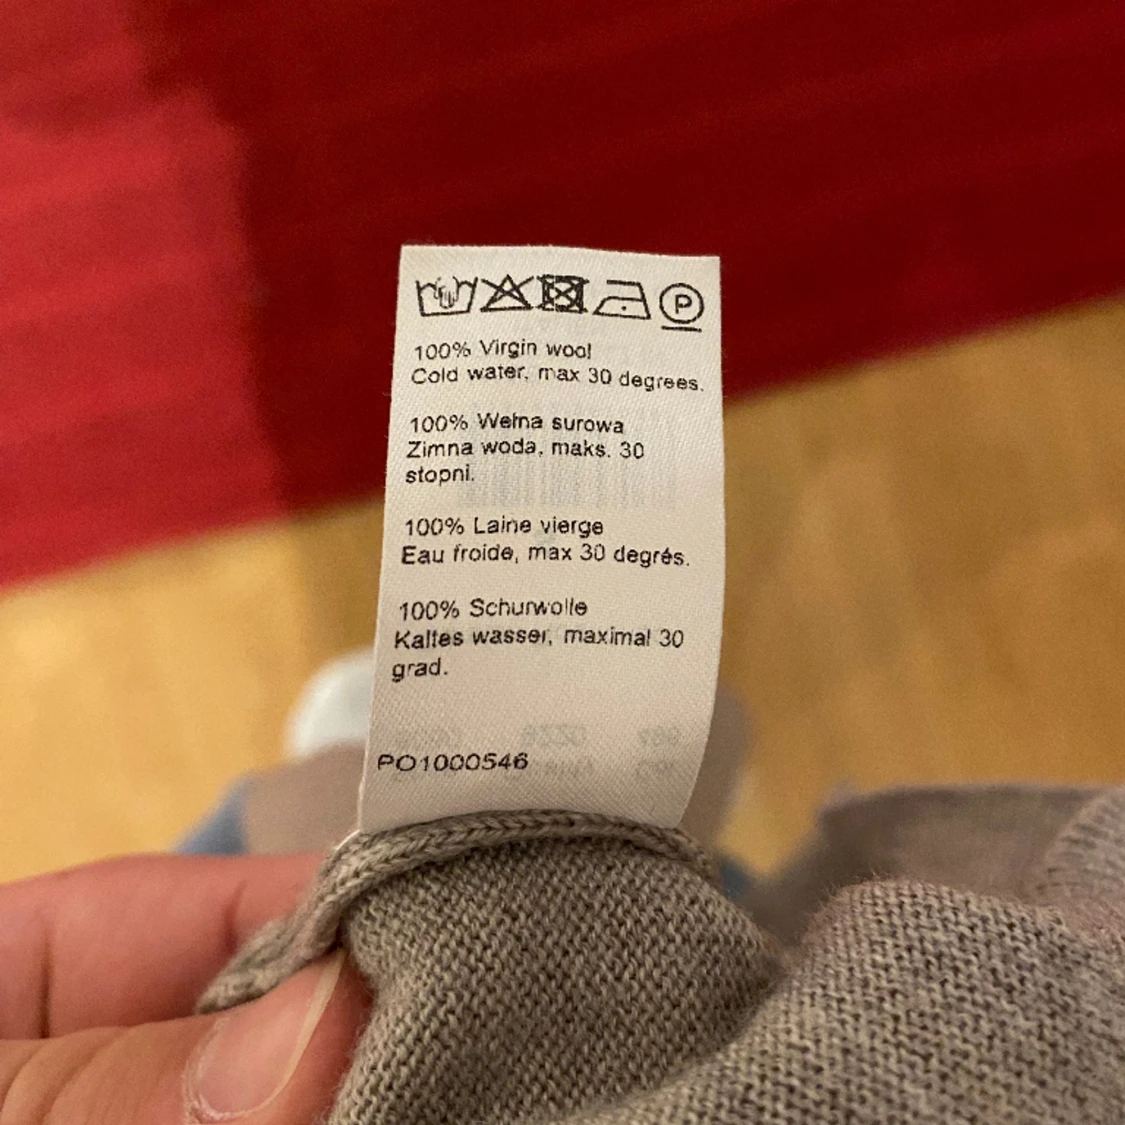 P
100% Virgin wool
Cold water, max 30 degrees.
100% Wełna surowa
Zimna woda, maks. 30
stopni.
100% Laine vierge
Eau froide, max 30 degrés.
100% Schurwolle
Kaltes wasser, maximal 30
grad.
PO1000546